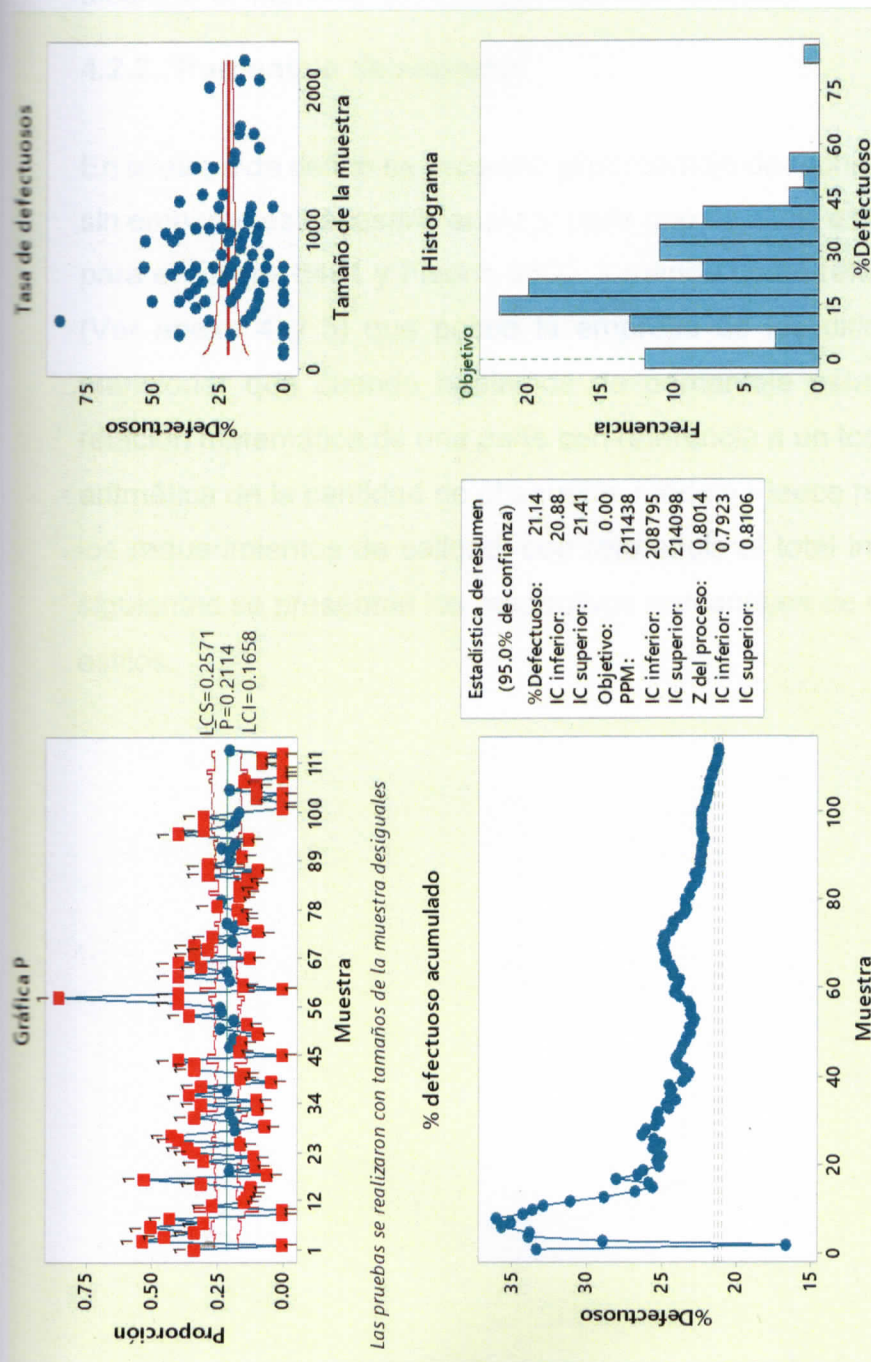 Gráfica P
Proporción
0.75
0.50
0.25
0.00
1
12
23
34
45
56
67
78
89
100
111
Muestra
LCS=0.2571
P=0.2114
LCI=0.1658
Las pruebas se realizaron con tamaños de la muestra desiguales
Tasa de defectuosos
%Defectuoso
75
50
25
0
0
1000
2000
Tamaño de la muestra
% defectuoso acumulado
%Defectuoso
35
30
25
20
15
0
20
40
60
80
100
Muestra
Estadística de resumen
(95.0% de confianza)
%Defectuoso: 21.14
IC inferior: 20.88
IC superior: 21.41
Objetivo: 0.00
PPM: 211438
IC inferior: 208795
IC superior: 214098
Z del proceso: 0.8014
IC inferior: 0.7923
IC superior: 0.8106
Histograma
Objetivo
Frecuencia
20
15
10
5
0
0
15
30
45
60
75
%Defectuoso